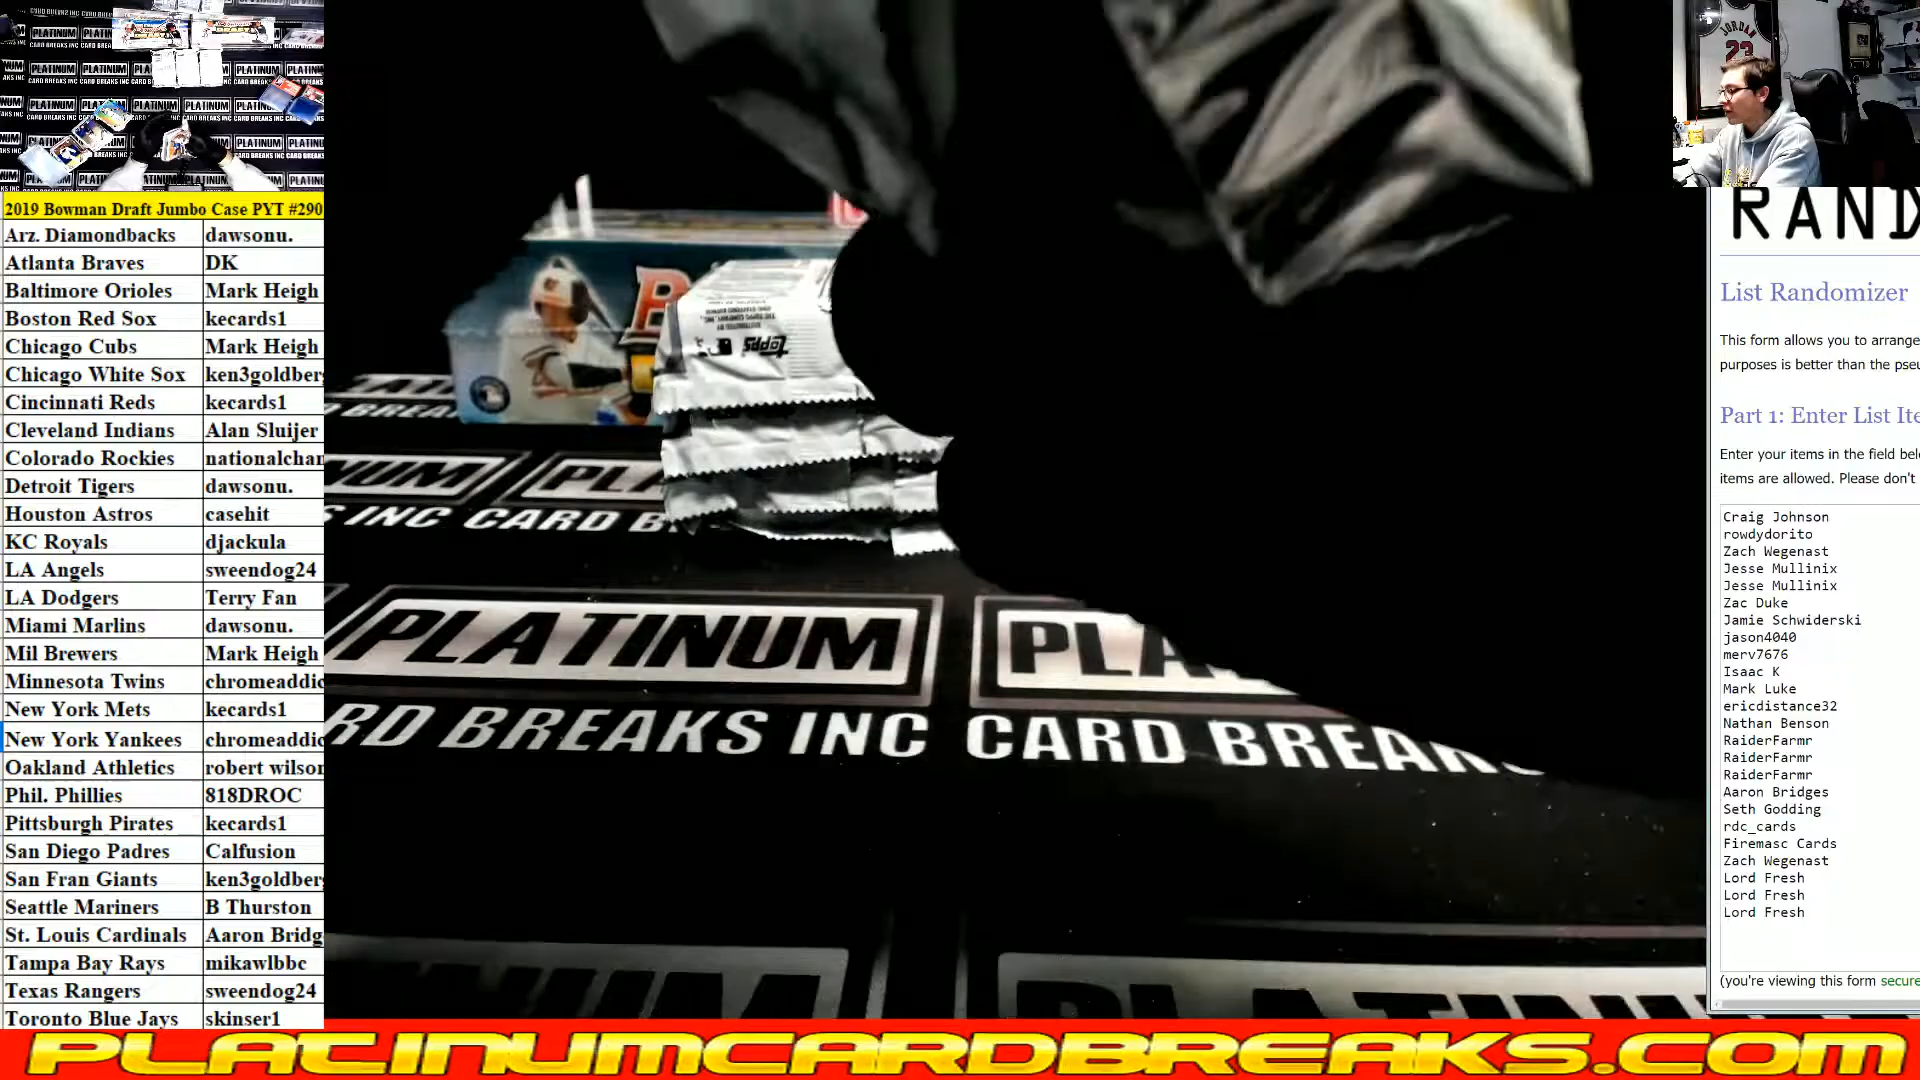 2019 Bowman Draft Jumbo Case PYT #290
Arz. Diamondbacks dawsonu.
Atlanta Braves DK
Baltimore Orioles Mark Heigh
Boston Red Sox kecards1
Chicago Cubs Mark Heigh
Chicago White Sox ken3goldber
Cincinnati Reds kecards1
Cleveland Indians Alan Sluijer
Colorado Rockies nationalchan
Detroit Tigers dawsonu.
Houston Astros casehit
KC Royals djackula
LA Angels sweendog24
LA Dodgers Terry Fan
Miami Marlins dawsonu.
Mil Brewers Mark Heigh
Minnesota Twins chromeaddic
New York Mets kecards1
New York Yankees chromeaddic
Oakland Athletics robert wilson
Phil. Phillies 818DROC
Pittsburgh Pirates kecards1
San Diego Padres Calfusion
San Fran Giants ken3goldber
Seattle Mariners B Thurston
St. Louis Cardinals Aaron Bridg
Tampa Bay Rays mikawlbbc
Texas Rangers sweendog24
Toronto Blue Jays skinser1
topps
PLATINUM
RD BREAKS INC CARD BREAK
JORDAN
23
RAND
List Randomizer
This form allows you to arrange
purposes is better than the pseu
Part 1: Enter List Ite
Enter your items in the field bel
items are allowed. Please don't
Craig Johnson
rowdydorito
Zach Wegenast
Jesse Mullinix
Jesse Mullinix
Zac Duke
Jamie Schwiderski
jason4040
merv7676
Isaac K
Mark Luke
ericdistance32
Nathan Benson
RaiderFarmr
RaiderFarmr
RaiderFarmr
Aaron Bridges
Seth Godding
rdc_cards
Firemasc Cards
Zach Wegenast
Lord Fresh
Lord Fresh
Lord Fresh
(you're viewing this form secure
PLATINUMCARDBREAKS.COM